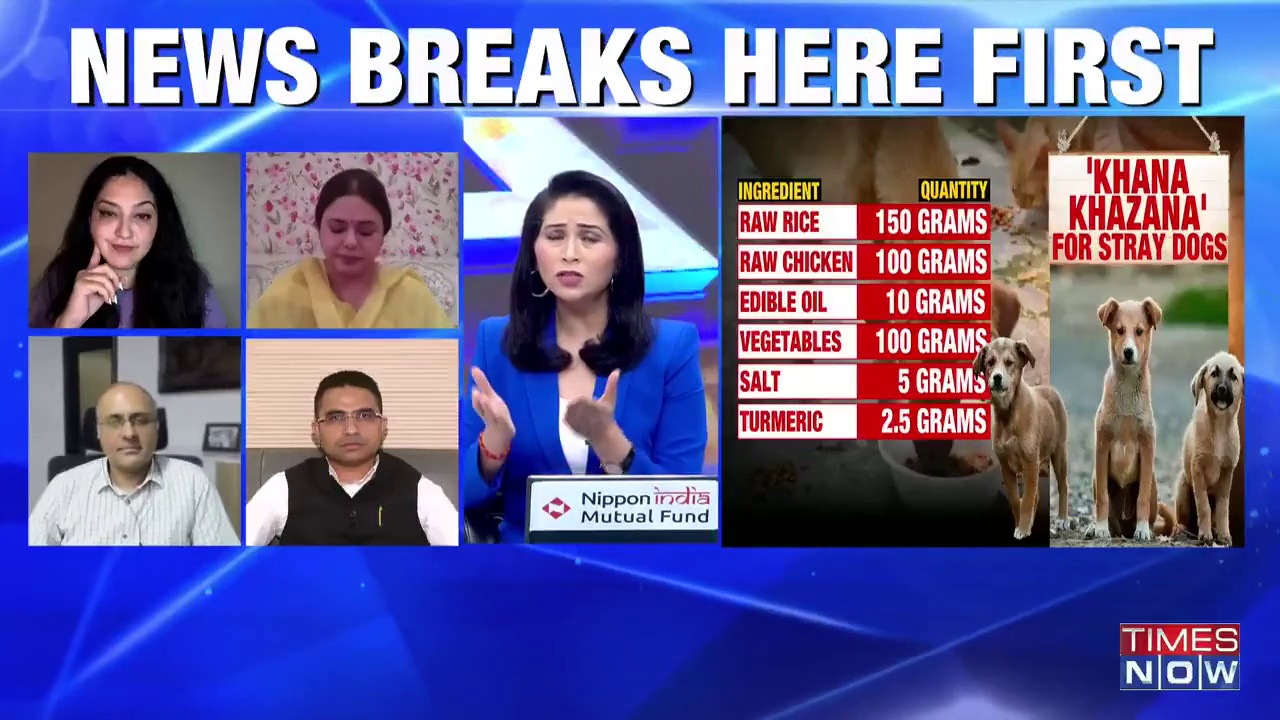 NEWS BREAKS HERE FIRST
INGREDIENT QUANTITY
RAW RICE 150 GRAMS
RAW CHICKEN 100 GRAMS
EDIBLE OIL 10 GRAMS
VEGETABLES 100 GRAMS
SALT 5 GRAMS
TURMERIC 2.5 GRAMS
'KHANA
KHAZANA'
FOR STRAY DOGS
Nippon india
Mutual Fund
TIMES
NOW